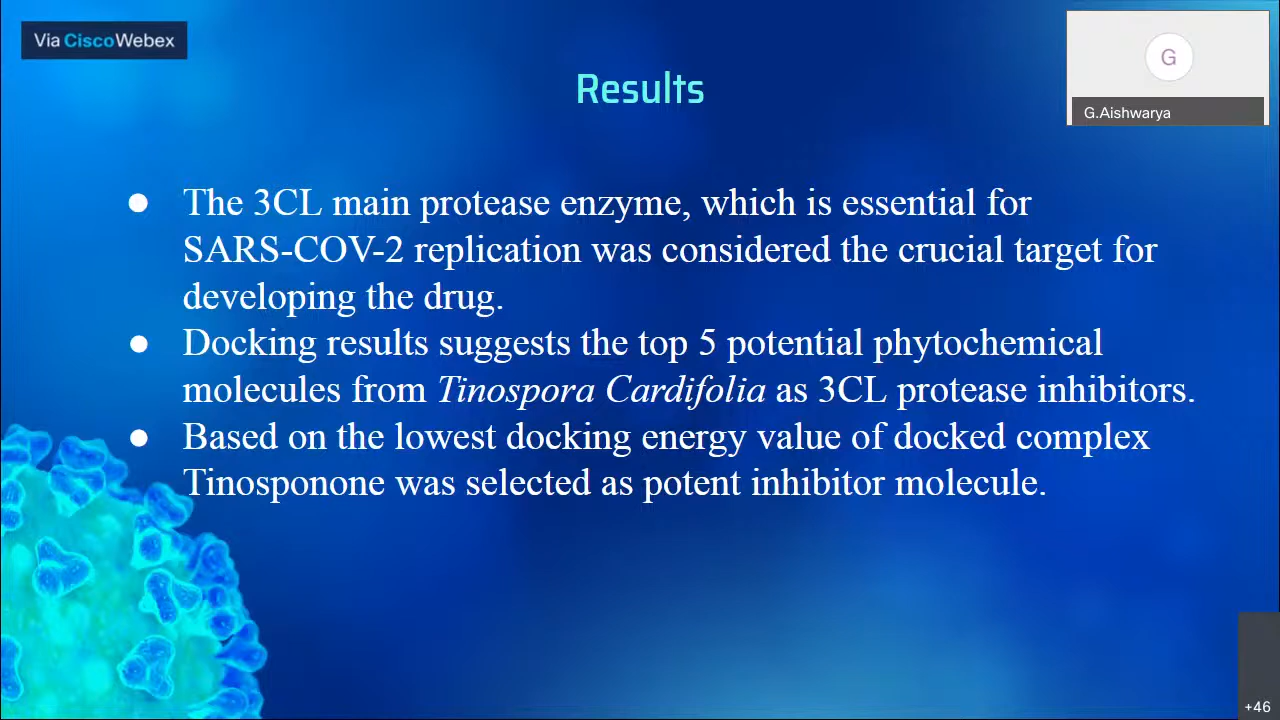 Via CiscoWebex
G
G.Aishwarya
Results
● The 3CL main protease enzyme, which is essential for
SARS-COV-2 replication was considered the crucial target for
developing the drug.
● Docking results suggests the top 5 potential phytochemical
molecules from Tinospora Cardifolia as 3CL protease inhibitors.
● Based on the lowest docking energy value of docked complex
Tinosponone was selected as potent inhibitor molecule.
+46